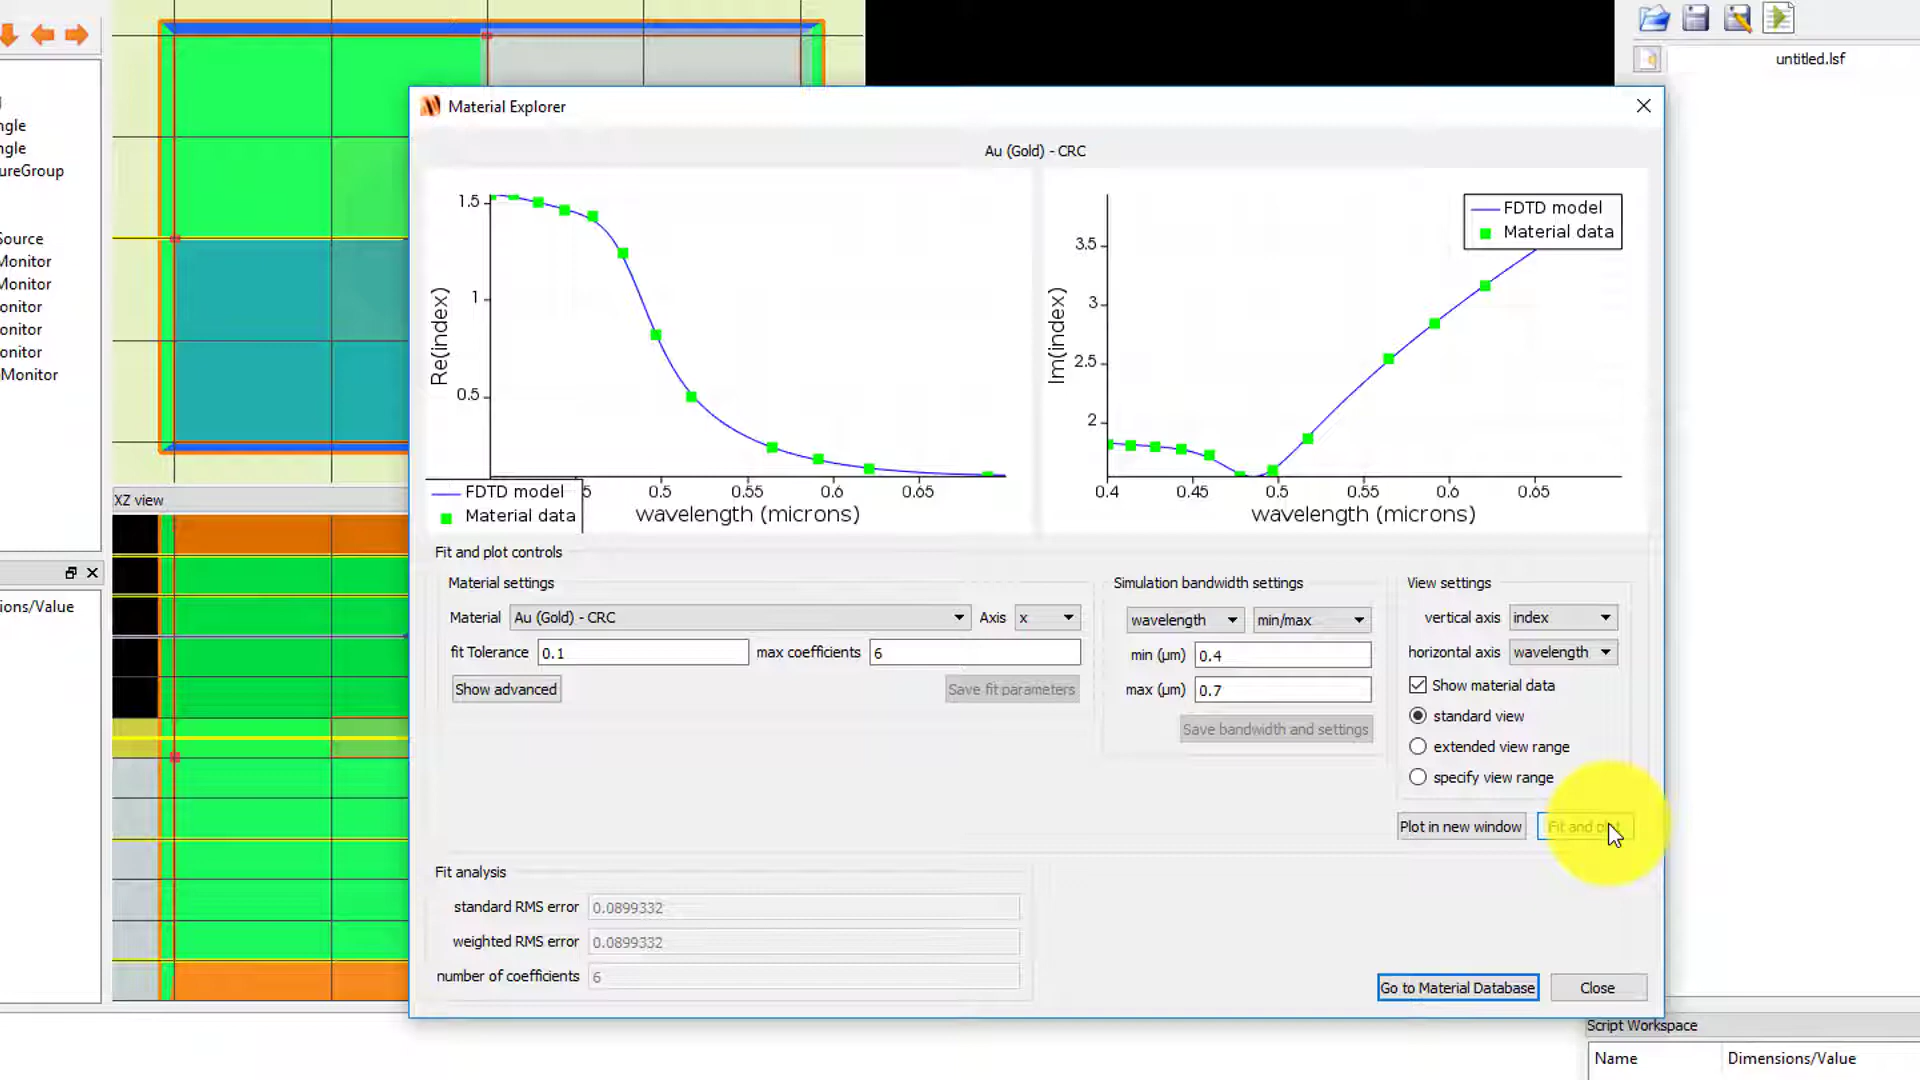 untitled.lsf
Material Explorer
Au (Gold) - CRC
ngle
ngle
ureGroup
Source
Monitor
Monitor
onitor
onitor
onitor
Monitor
ions/Value
XZ view
1.5
1
0.5
Re(index)
5
0.5
0.55
0.6
0.65
wavelength (microns)
FDTD model
Material data
3.5
3
2.5
2
Im(index)
0.4
0.45
0.5
0.55
0.6
0.65
wavelength (microns)
FDTD model
Material data
Fit and plot controls
Material settings
Material Au (Gold) - CRC Axis x
fit Tolerance 0.1 max coefficients 6
Show advanced Save fit parameters
Simulation bandwidth settings
wavelength min/max
min (µm) 0.4
max (µm) 0.7
Save bandwidth and settings
View settings
vertical axis index
horizontal axis wavelength
Show material data
standard view
extended view range
specify view range
Plot in new window Fit and plot
Fit analysis
standard RMS error 0.0899332
weighted RMS error 0.0899332
number of coefficients 6
Go to Material Database Close
Script Workspace
Name Dimensions/Value